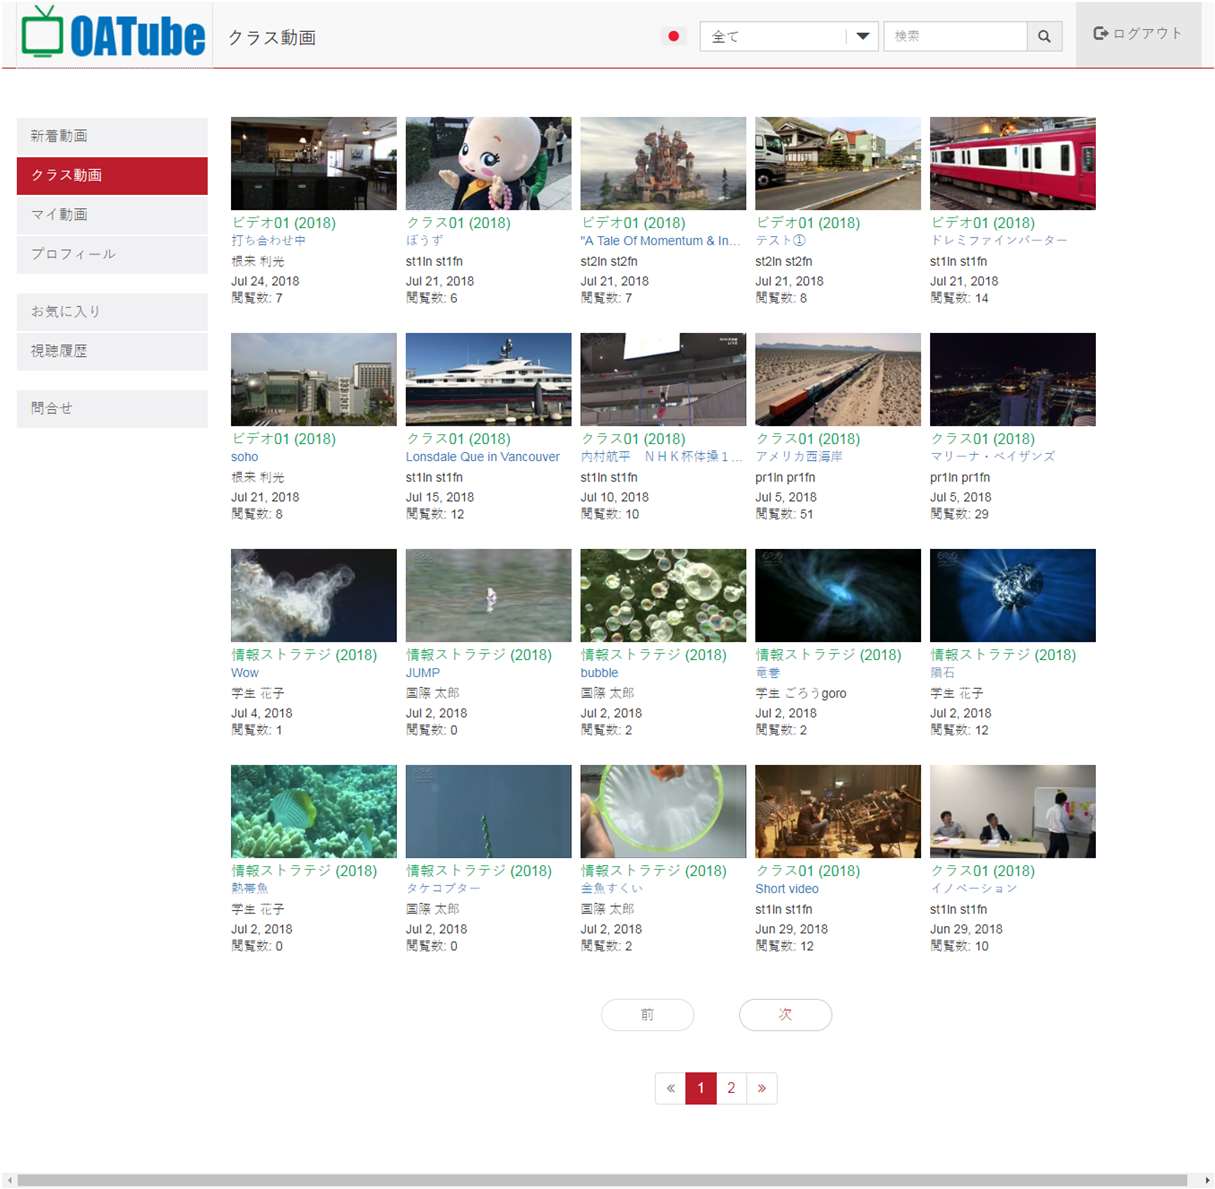 OATube
クラス動画
全て
検索
ログアウト
新着動画
クラス動画
マイ動画
プロフィール
お気に入り
視聴履歴
問合せ
ビデオ01 (2018)
打ち合わせ中
根来 利光
Jul 24, 2018
閲覧数: 7
クラス01 (2018)
ぼうず
st1ln st1fn
Jul 21, 2018
閲覧数: 6
ビデオ01 (2018)
"A Tale Of Momentum & In...
st2ln st2fn
Jul 21, 2018
閲覧数: 7
ビデオ01 (2018)
テスト①
st2ln st2fn
Jul 21, 2018
閲覧数: 8
ビデオ01 (2018)
ドレミファインバーター
st1ln st1fn
Jul 21, 2018
閲覧数: 14
ビデオ01 (2018)
soho
根来 利光
Jul 21, 2018
閲覧数: 8
クラス01 (2018)
Lonsdale Que in Vancouver
st1ln st1fn
Jul 15, 2018
閲覧数: 12
クラス01 (2018)
内村航平　ＮＨＫ杯体操１...
st1ln st1fn
Jul 10, 2018
閲覧数: 10
クラス01 (2018)
アメリカ西海岸
pr1ln pr1fn
Jul 5, 2018
閲覧数: 51
クラス01 (2018)
マリーナ・ベイザンズ
pr1ln pr1fn
Jul 5, 2018
閲覧数: 29
情報ストラテジ (2018)
Wow
学生 花子
Jul 4, 2018
閲覧数: 1
情報ストラテジ (2018)
JUMP
国際 太郎
Jul 2, 2018
閲覧数: 0
情報ストラテジ (2018)
bubble
国際 太郎
Jul 2, 2018
閲覧数: 2
情報ストラテジ (2018)
竜巻
学生 ごろうgoro
Jul 2, 2018
閲覧数: 2
情報ストラテジ (2018)
隕石
学生 花子
Jul 2, 2018
閲覧数: 12
情報ストラテジ (2018)
熱帯魚
学生 花子
Jul 2, 2018
閲覧数: 0
情報ストラテジ (2018)
タケコプター
国際 太郎
Jul 2, 2018
閲覧数: 0
情報ストラテジ (2018)
金魚すくい
国際 太郎
Jul 2, 2018
閲覧数: 2
クラス01 (2018)
Short video
st1ln st1fn
Jun 29, 2018
閲覧数: 12
クラス01 (2018)
イノベーション
st1ln st1fn
Jun 29, 2018
閲覧数: 10
前
次
« 1 2 »